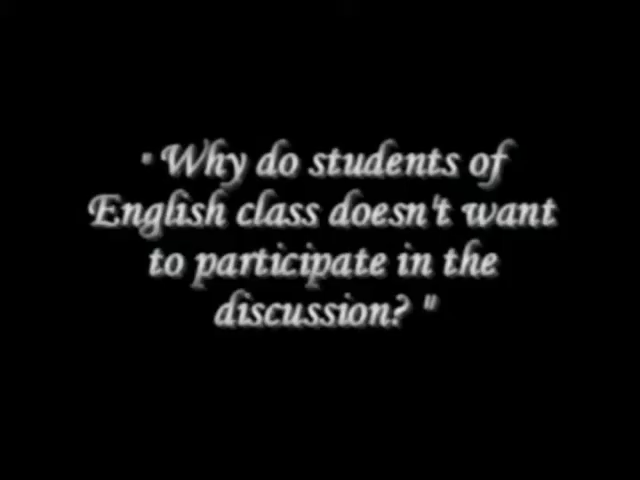 " Why do students of
English class doesn't want
to participate in the
discussion? "